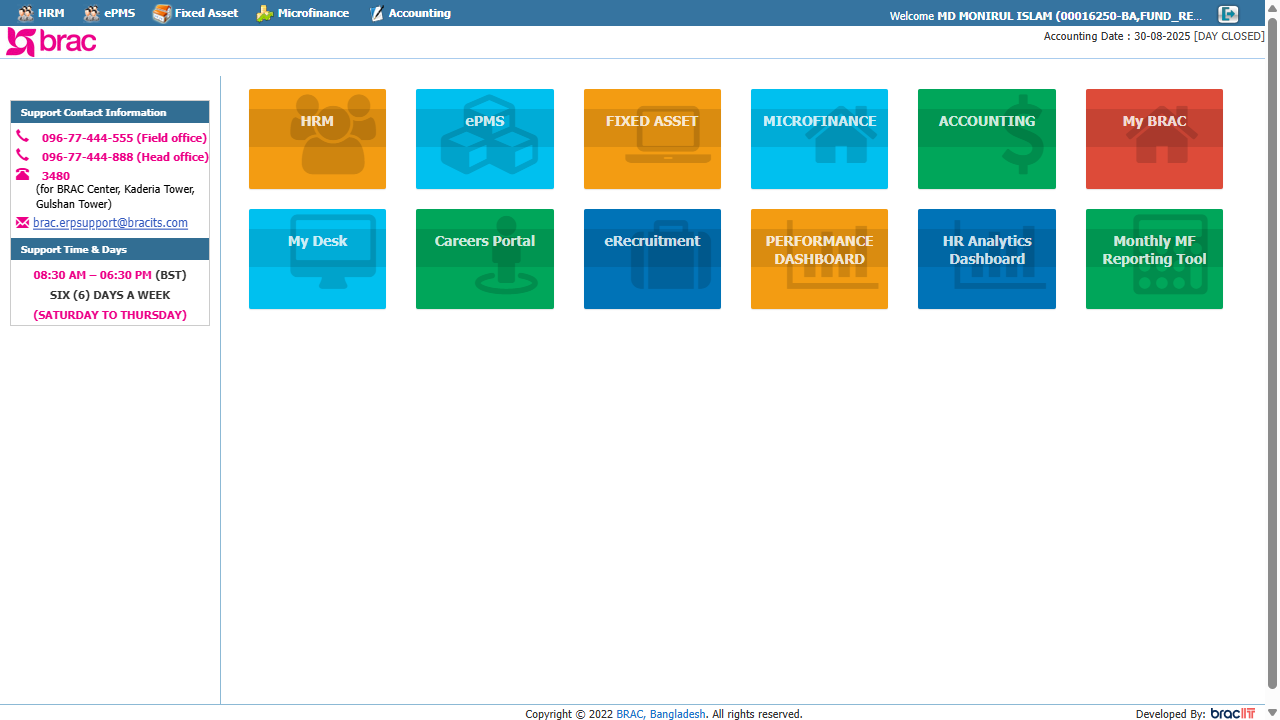 HRM ePMS Fixed Asset Microfinance Accounting
Welcome MD MONIRUL ISLAM (00016250-BA,FUND_RE...
brac
Accounting Date : 30-08-2025 [DAY CLOSED]
Support Contact Information
096-77-444-555 (Field office)
096-77-444-888 (Head office)
3480
(for BRAC Center, Kaderia Tower,
Gulshan Tower)
brac.erpsupport@bracits.com
Support Time & Days
08:30 AM – 06:30 PM (BST)
SIX (6) DAYS A WEEK
(SATURDAY TO THURSDAY)
HRM
ePMS
FIXED ASSET
MICROFINANCE
ACCOUNTING
My BRAC
My Desk
Careers Portal
eRecruitment
PERFORMANCE
DASHBOARD
HR Analytics
Dashboard
Monthly MF
Reporting Tool
Copyright © 2022 BRAC, Bangladesh. All rights reserved.
Developed By: bracIT